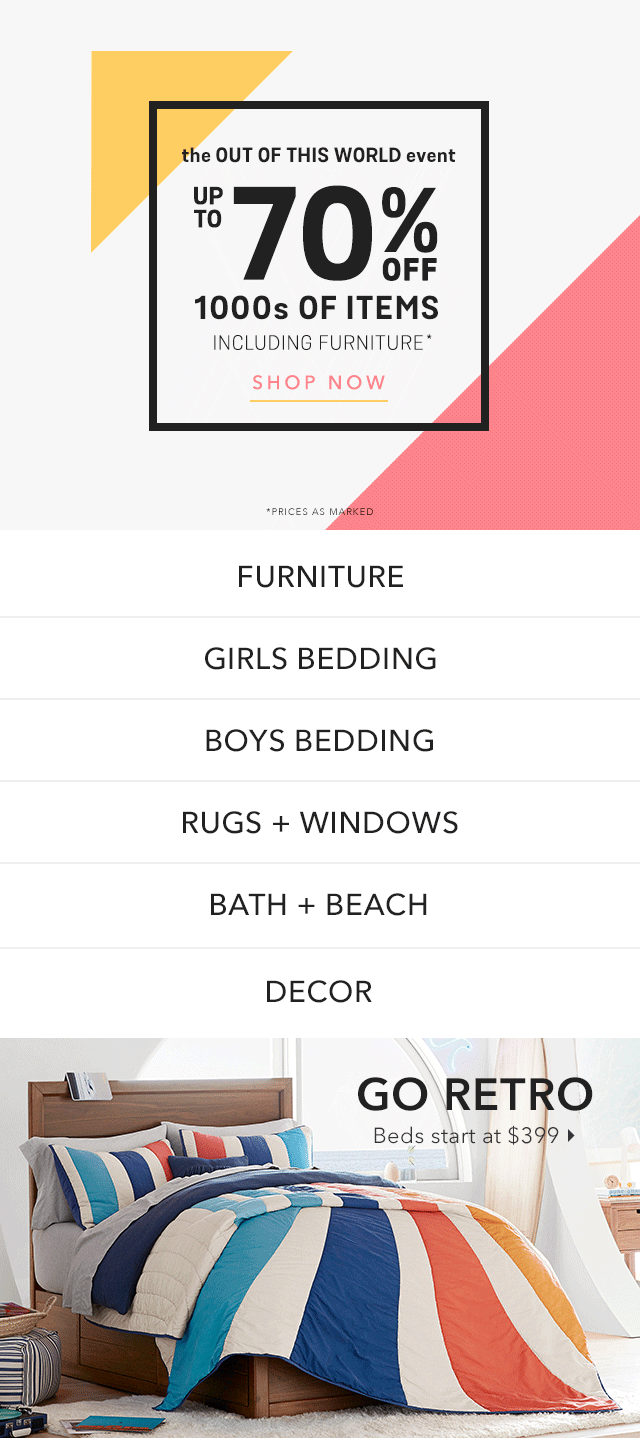 the OUT OF THIS WORLD event
UP TO 70% OFF
1000s OF ITEMS
INCLUDING FURNITURE*
SHOP NOW
*PRICES AS MARKED
FURNITURE
GIRLS BEDDING
BOYS BEDDING
RUGS + WINDOWS
BATH + BEACH
DECOR
GO RETRO
Beds start at $399